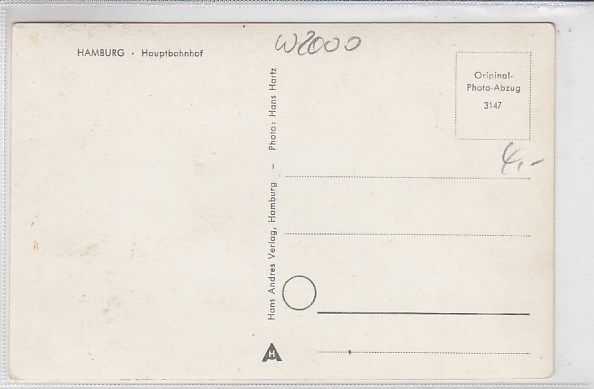 HAMBURG · Hauptbahnhof
W2000
Original-
Photo-Abzug
3147
4,-
Hans Andres Verlag, Hamburg – Photo: Hans Hartz
H